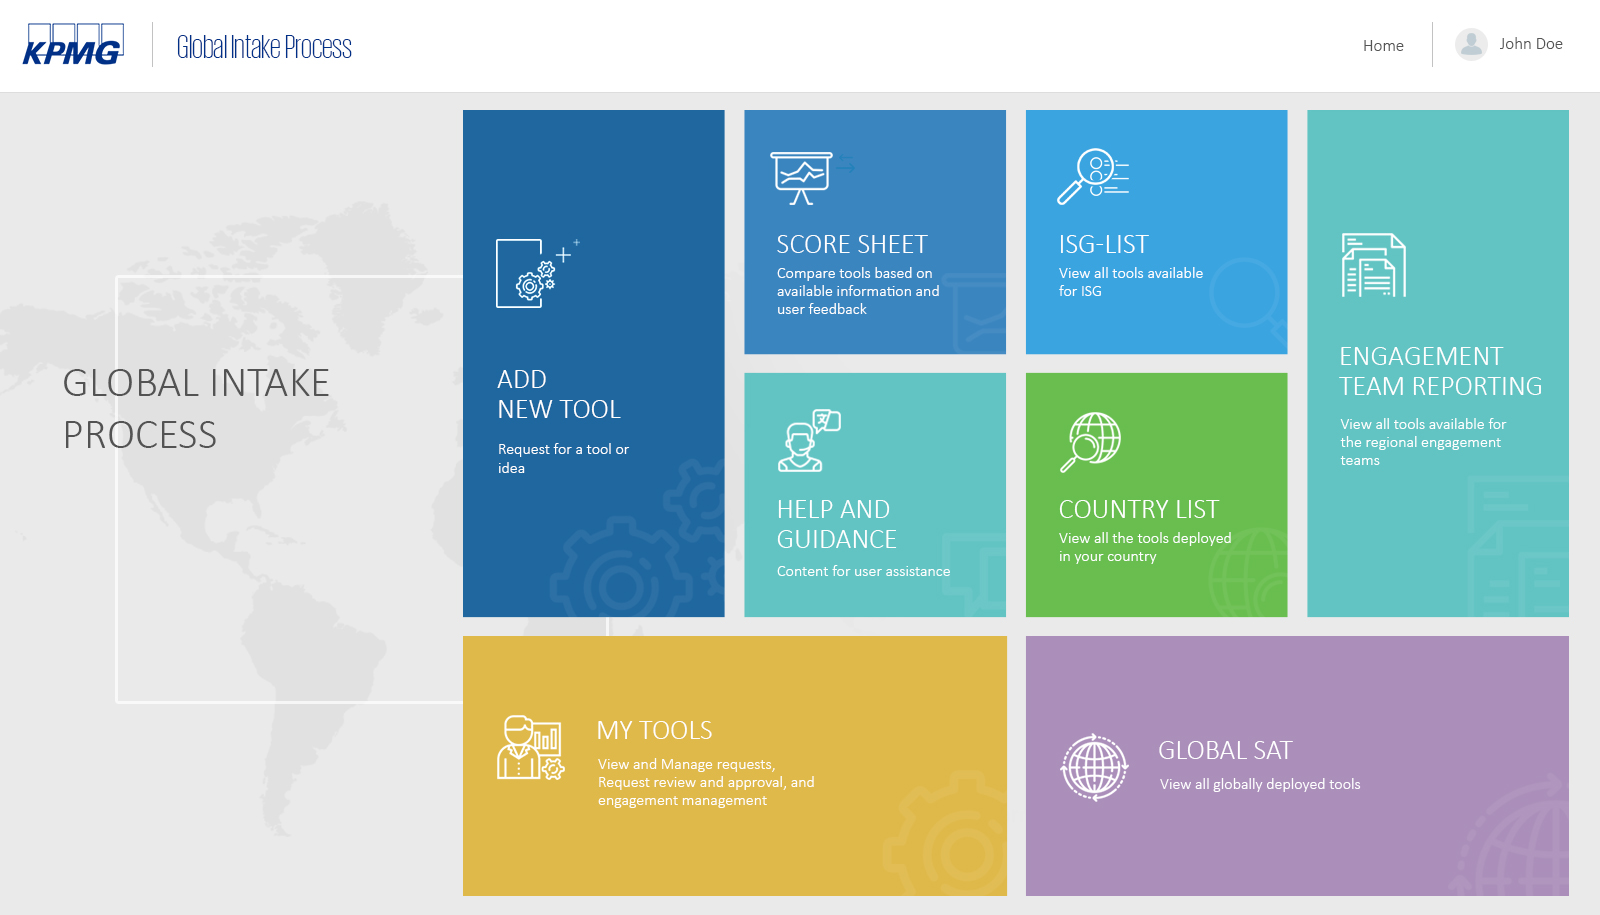 KPMG
Global Intake Process
Home
John Doe
GLOBAL INTAKE
PROCESS
ADD
NEW TOOL
Request for a tool or
idea
SCORE SHEET
Compare tools based on
available information and
user feedback
ISG-LIST
View all tools available
for ISG
ENGAGEMENT
TEAM REPORTING
View all tools available for
the regional engagement
teams
HELP AND
GUIDANCE
Content for user assistance
COUNTRY LIST
View all the tools deployed
in your country
MY TOOLS
View and Manage requests,
Request review and approval, and
engagement management
GLOBAL SAT
View all globally deployed tools